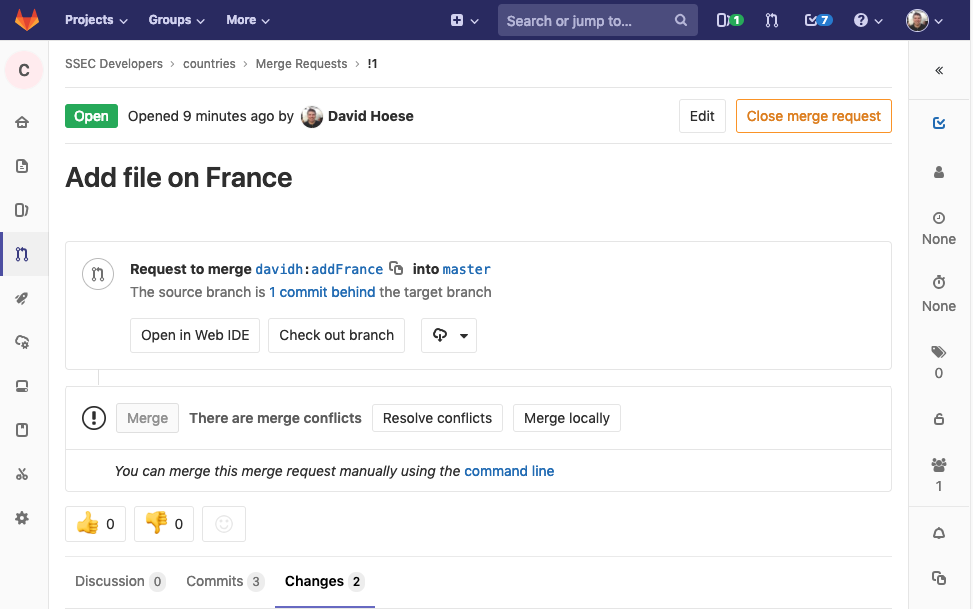 Projects Groups More Search or jump to... 1 7
C
SSEC Developers › countries › Merge Requests › !1
Open Opened 9 minutes ago by David Hoese Edit Close merge request
Add file on France
Request to merge davidh:addFrance into master
The source branch is 1 commit behind the target branch
Open in Web IDE Check out branch
Merge There are merge conflicts Resolve conflicts Merge locally
You can merge this merge request manually using the command line
0 0
Discussion 0 Commits 3 Changes 2
«
None
None
0
1